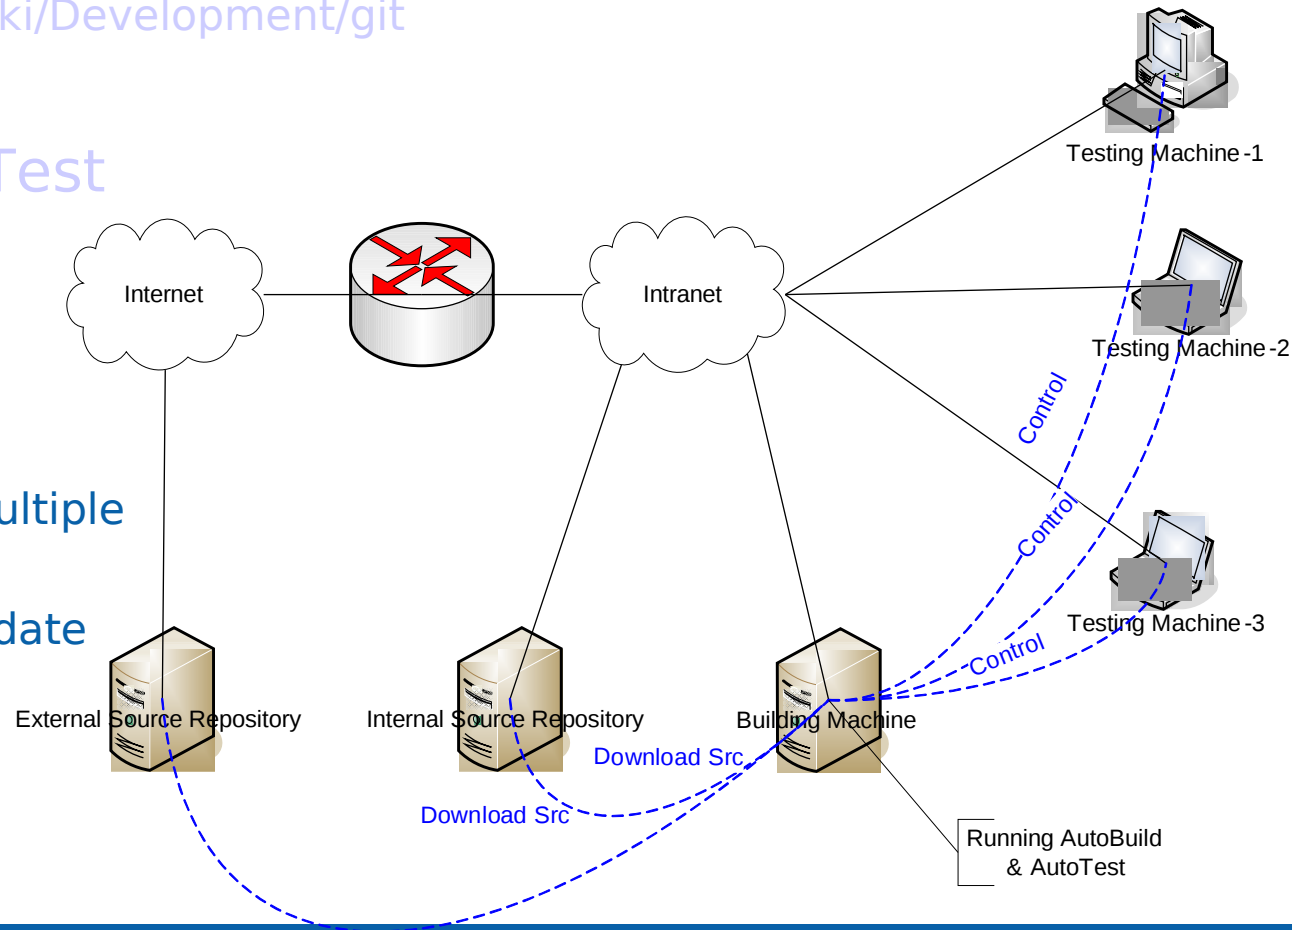 ki/Development/git
Testing Machine-1
Test
Internet
Intranet
Testing Machine-2
Control
ultiple
Control
date
Testing Machine-3
Control
External Source Repository
Internal Source Repository
Building Machine
Download Src
Download Src
Running AutoBuild
& AutoTest